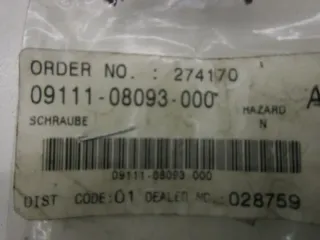 ORDER NO. : 274170
09111-08093-000
HAZARD A
SCHRAUBE N
09111-08093 000
DIST CODE:01 DEALER NO.:028759